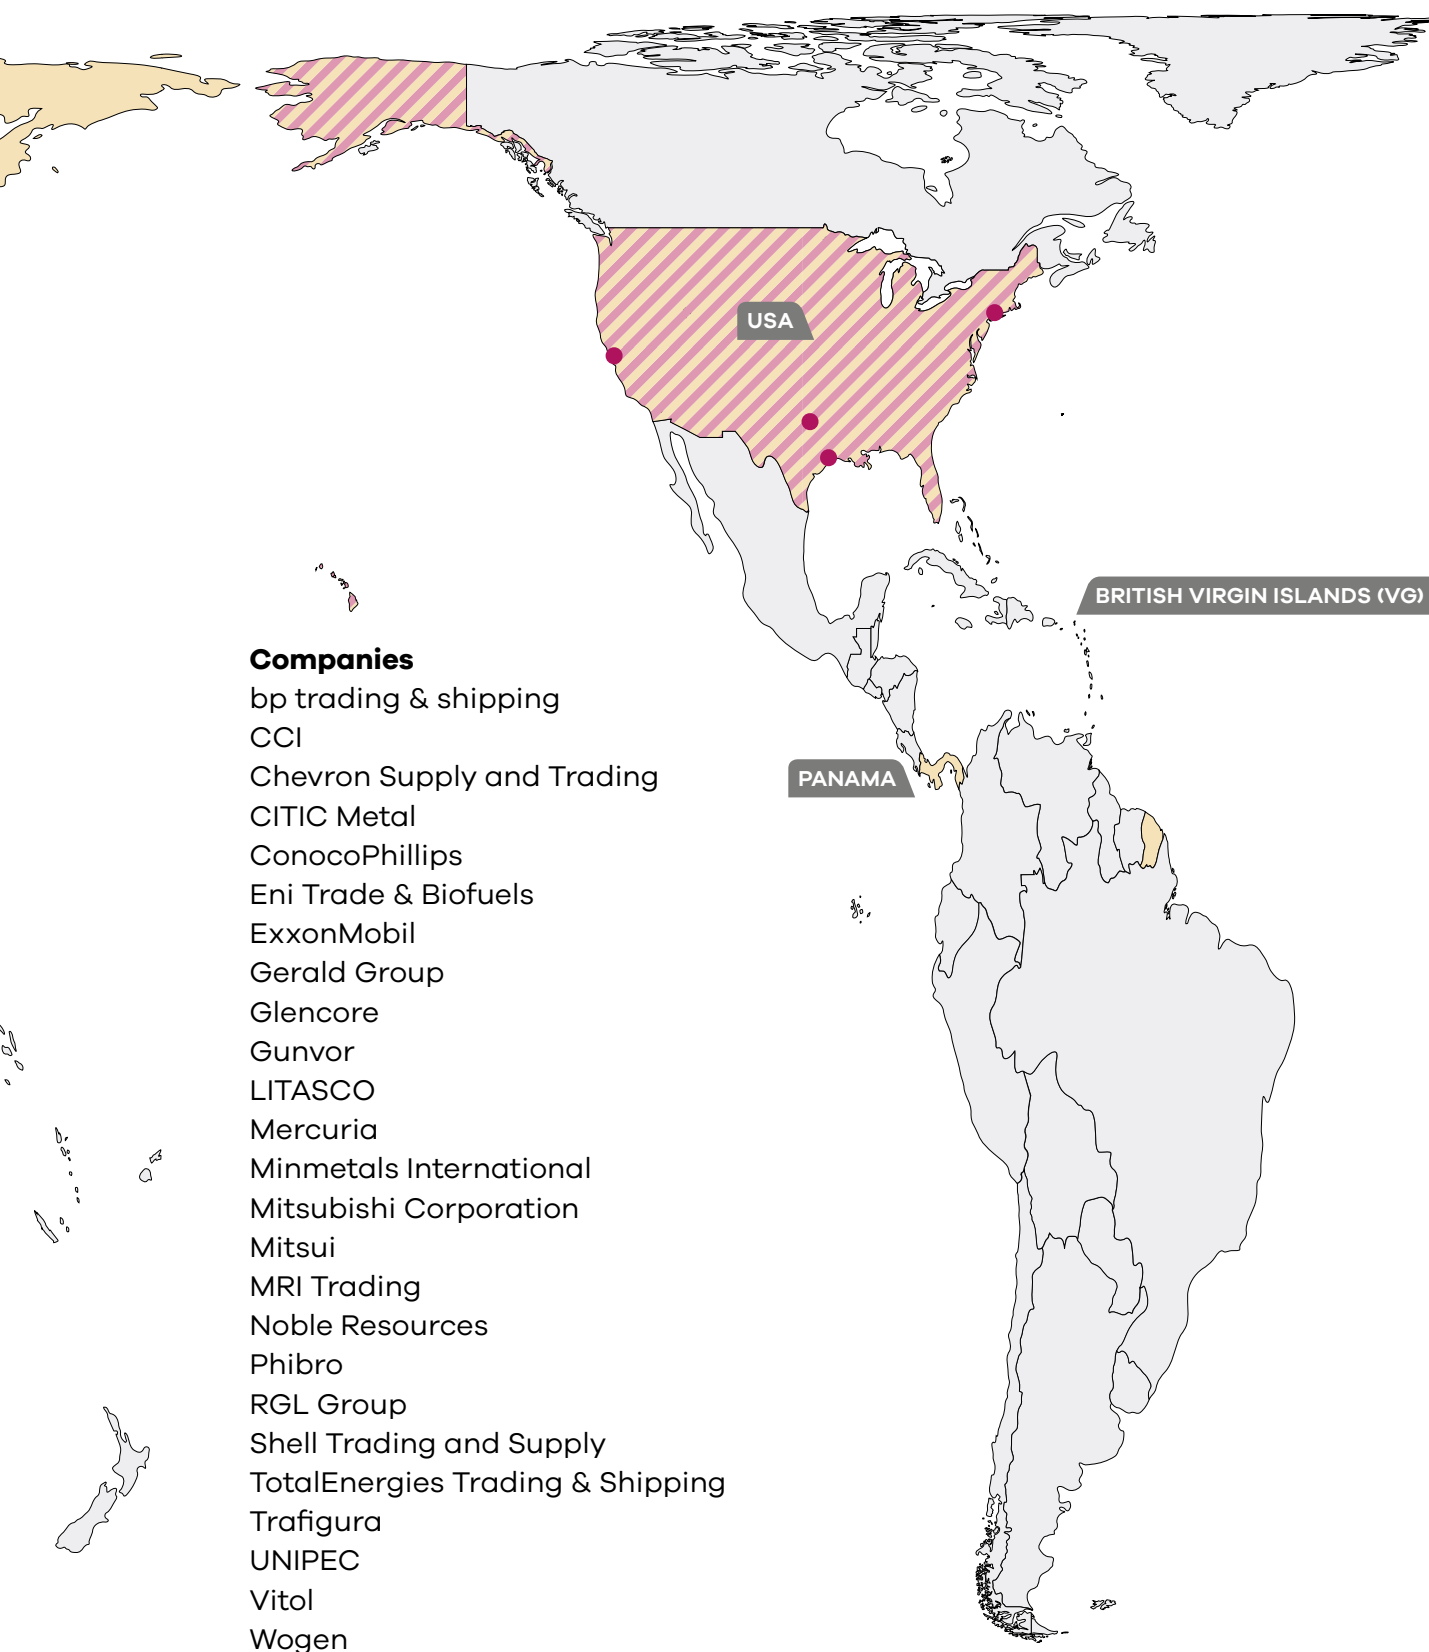 USA
BRITISH VIRGIN ISLANDS (VG)
PANAMA
Companies
bp trading & shipping
CCI
Chevron Supply and Trading
CITIC Metal
ConocoPhillips
Eni Trade & Biofuels
ExxonMobil
Gerald Group
Glencore
Gunvor
LITASCO
Mercuria
Minmetals International
Mitsubishi Corporation
Mitsui
MRI Trading
Noble Resources
Phibro
RGL Group
Shell Trading and Supply
TotalEnergies Trading & Shipping
Trafigura
UNIPEC
Vitol
Wogen